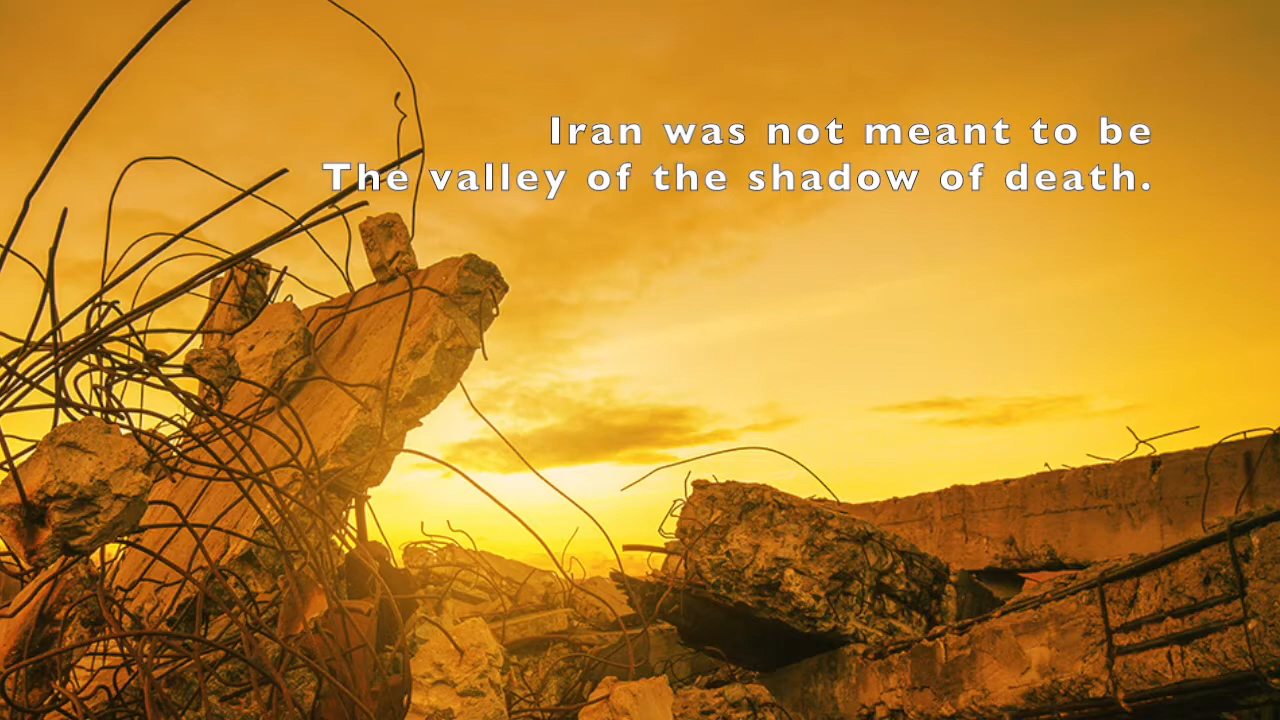 Iran was not meant to be
The valley of the shadow of death.